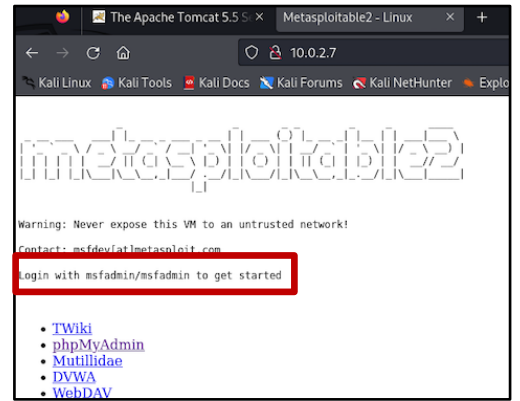 The Apache Tomcat 5.5 S
Metasploitable2 - Linux
10.0.2.7
Kali Linux Kali Tools Kali Docs Kali Forums Kali NetHunter Explo
metasploitable2
Warning: Never expose this VM to an untrusted network!
Contact: msfdev[at]metasploit.com
Login with msfadmin/msfadmin to get started
TWiki
phpMyAdmin
Mutillidae
DVWA
WebDAV